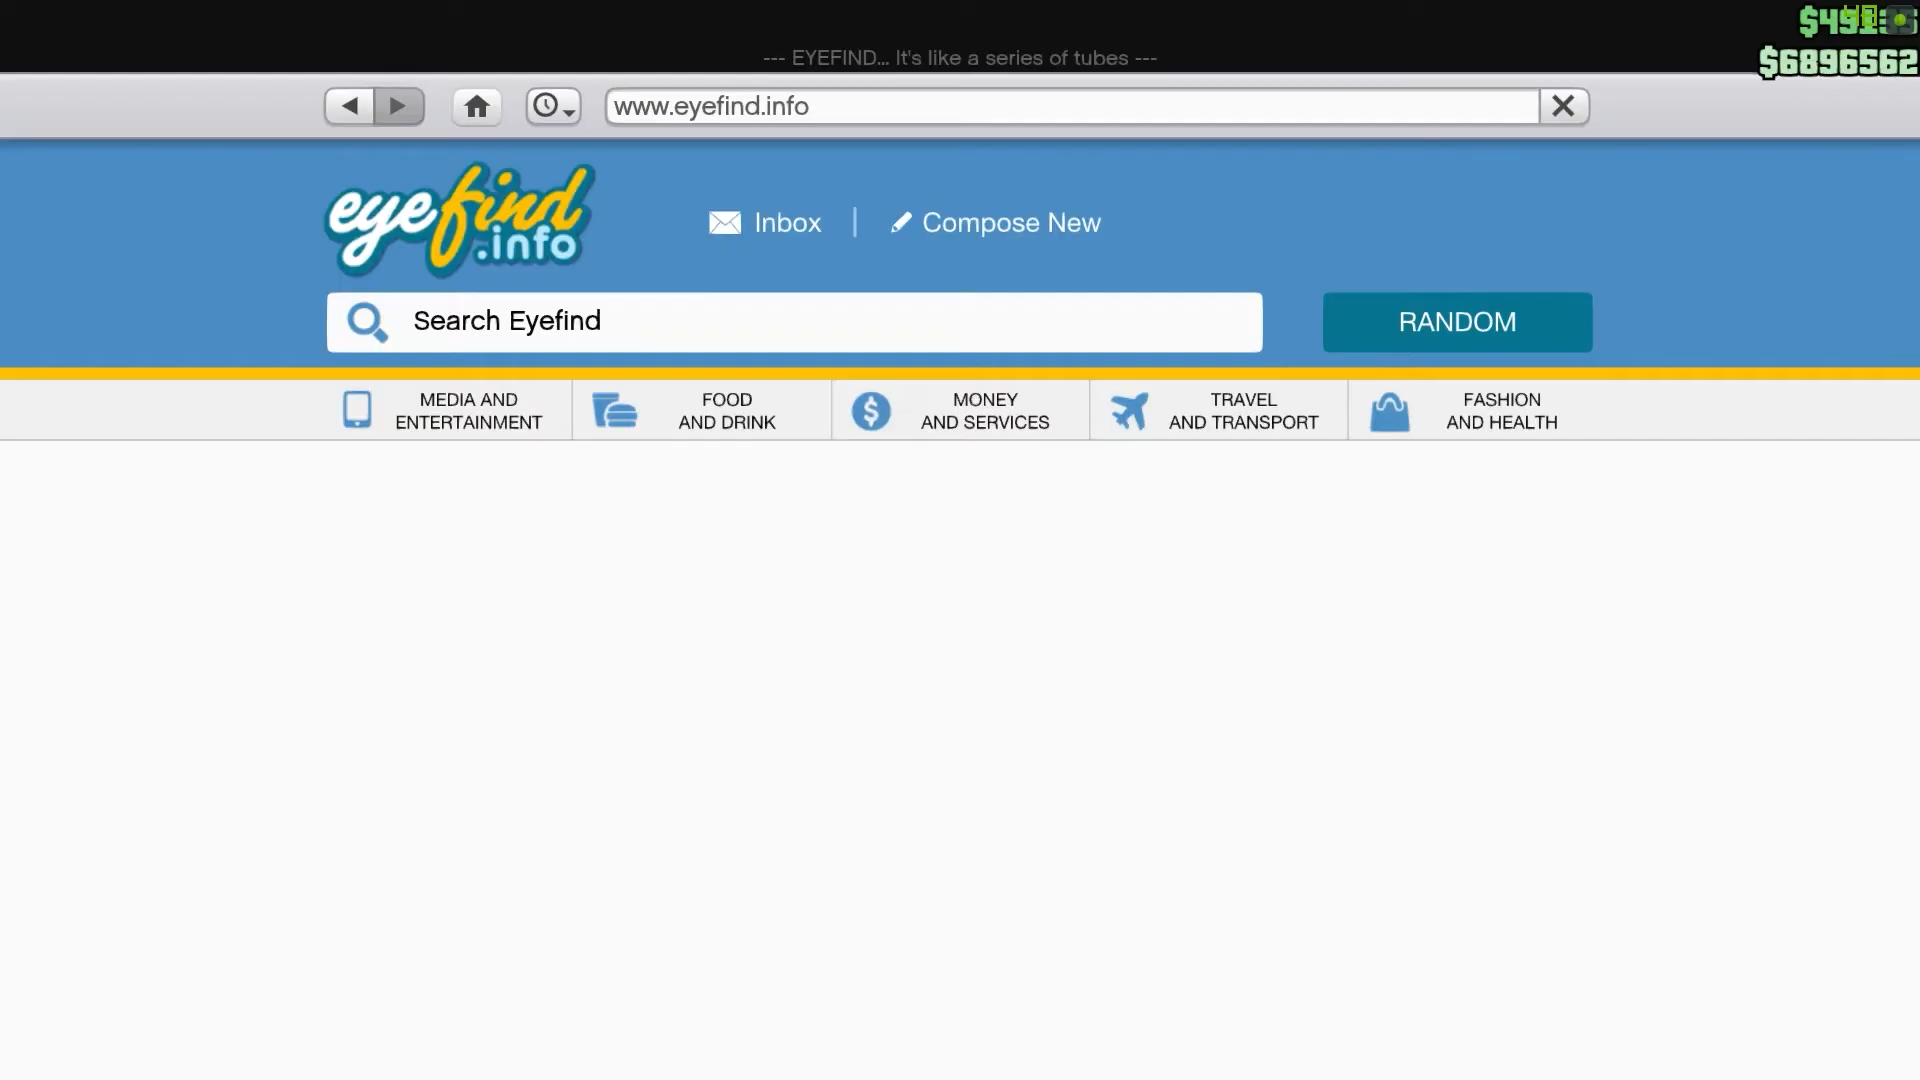 $6896562
--- EYEFIND... It's like a series of tubes ---
www.eyefind.info
eyefind
.info
Inbox
Compose New
Search Eyefind
RANDOM
MEDIA AND
ENTERTAINMENT
FOOD
AND DRINK
MONEY
AND SERVICES
TRAVEL
AND TRANSPORT
FASHION
AND HEALTH